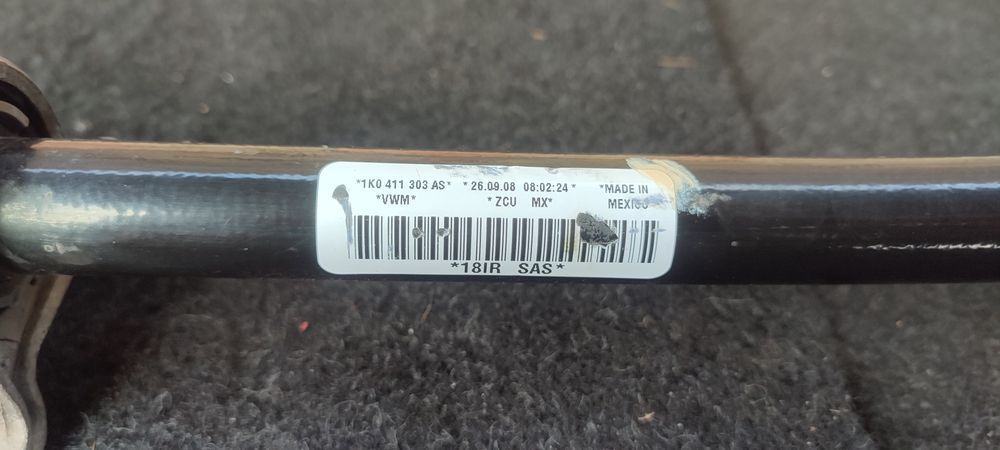 *1K0 411 303 AS* *26.09.08 08:02:24* *MADE IN
*VWM* *ZCU MX* MEXICO
*18IR SAS*